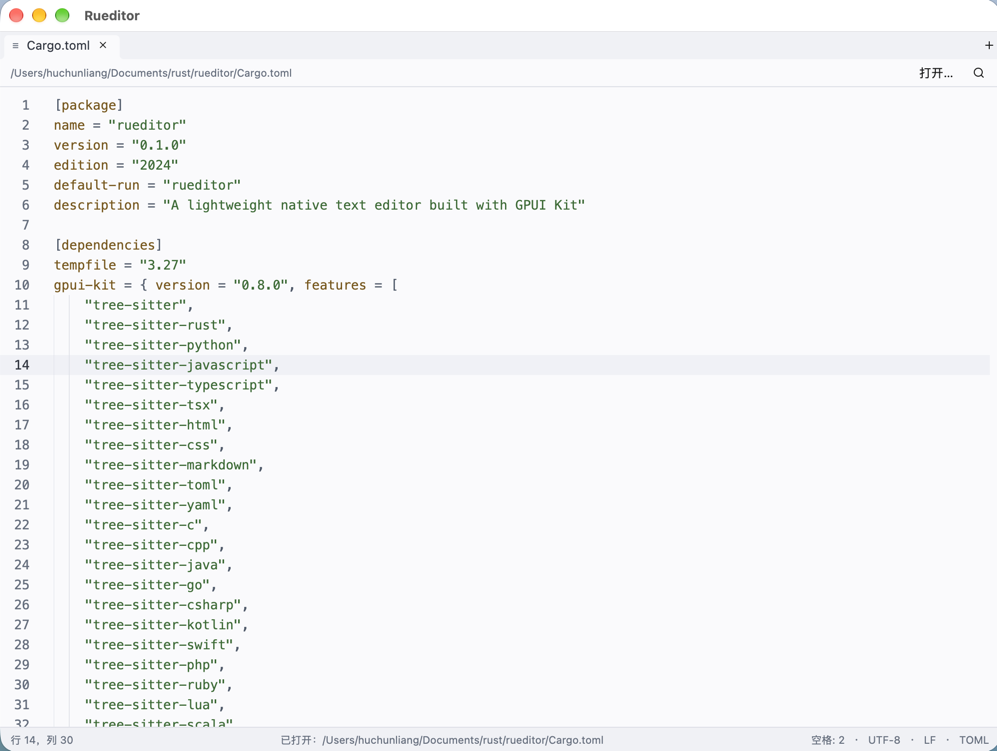 Rueditor
≡ Cargo.toml ✕ +
/Users/huchunliang/Documents/rust/rueditor/Cargo.toml 打开...
1 [package]
2 name = "rueditor"
3 version = "0.1.0"
4 edition = "2024"
5 default-run = "rueditor"
6 description = "A lightweight native text editor built with GPUI Kit"
7
8 [dependencies]
9 tempfile = "3.27"
10 gpui-kit = { version = "0.8.0", features = [
11 "tree-sitter",
12 "tree-sitter-rust",
13 "tree-sitter-python",
14 "tree-sitter-javascript",
15 "tree-sitter-typescript",
16 "tree-sitter-tsx",
17 "tree-sitter-html",
18 "tree-sitter-css",
19 "tree-sitter-markdown",
20 "tree-sitter-toml",
21 "tree-sitter-yaml",
22 "tree-sitter-c",
23 "tree-sitter-cpp",
24 "tree-sitter-java",
25 "tree-sitter-go",
26 "tree-sitter-csharp",
27 "tree-sitter-kotlin",
28 "tree-sitter-swift",
29 "tree-sitter-php",
30 "tree-sitter-ruby",
31 "tree-sitter-lua",
32 "tree-sitter-scala"
行 14，列 30 已打开：/Users/huchunliang/Documents/rust/rueditor/Cargo.toml 空格: 2 · UTF-8 · LF · TOML